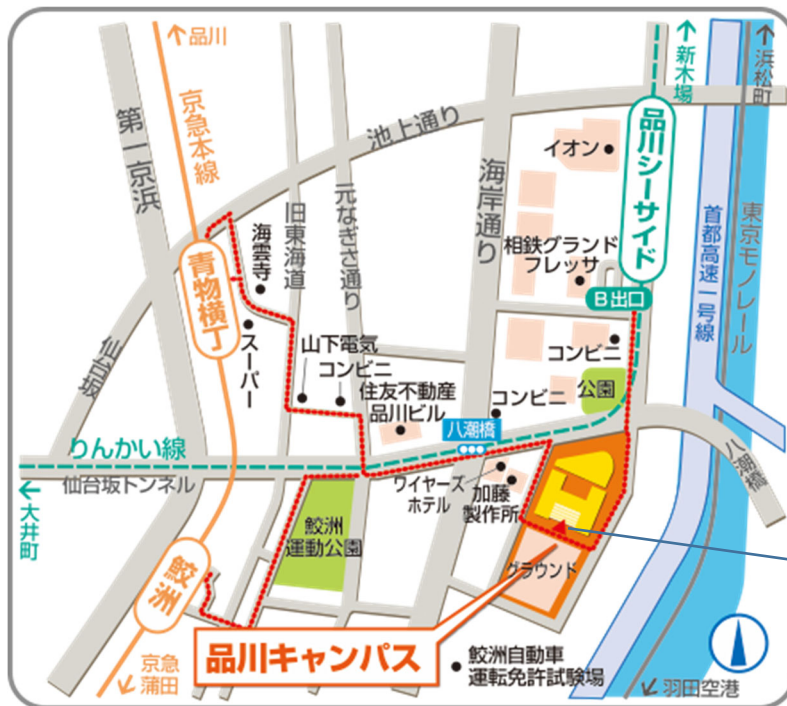 品川
京急本線
第一京浜
池上通り
海岸通り
新木場
浜松町
品川シーサイド
イオン
首都高速一号線
東京モノレール
元なぎさ通り
旧東海道
海雲寺
相鉄グランド
フレッサ
B出口
青物横丁
仙台坂
スーパー
山下電気
コンビニ
コンビニ
公園
住友不動産
品川ビル
コンビニ
八潮橋
八潮橋
りんかい線
仙台坂トンネル
大井町
ワイヤーズ
ホテル
加藤
製作所
鮫洲
運動公園
鮫洲
グラウンド
品川キャンパス
鮫洲自動車
運転免許試験場
京急
蒲田
羽田空港